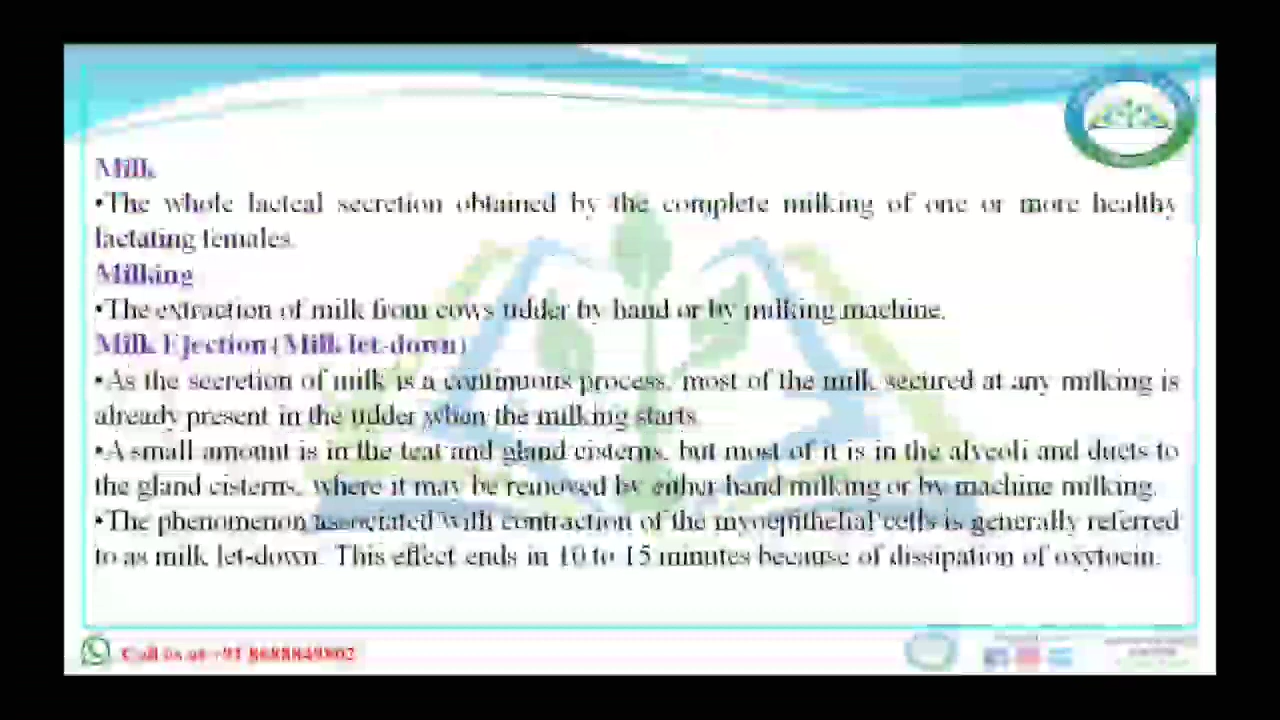 Milk
•The whole lacteal secretion obtained by the complete milking of one or more healthy
lactating females.
Milking
•The extraction of milk from cows udder by hand or by milking machine.
Milk Ejection (Milk let-down)
•As the secretion of milk is a continuous process, most of the milk secured at any milking is
already present in the udder when the milking starts.
•A small amount is in the teat and gland cisterns, but most of it is in the alveoli and ducts to
the gland cisterns, where it may be removed by either hand milking or by machine milking.
•The phenomenon associated with contraction of the myoepithelial cells is generally referred
to as milk let-down. This effect ends in 10 to 15 minutes because of dissipation of oxytocin.
Call us at +91